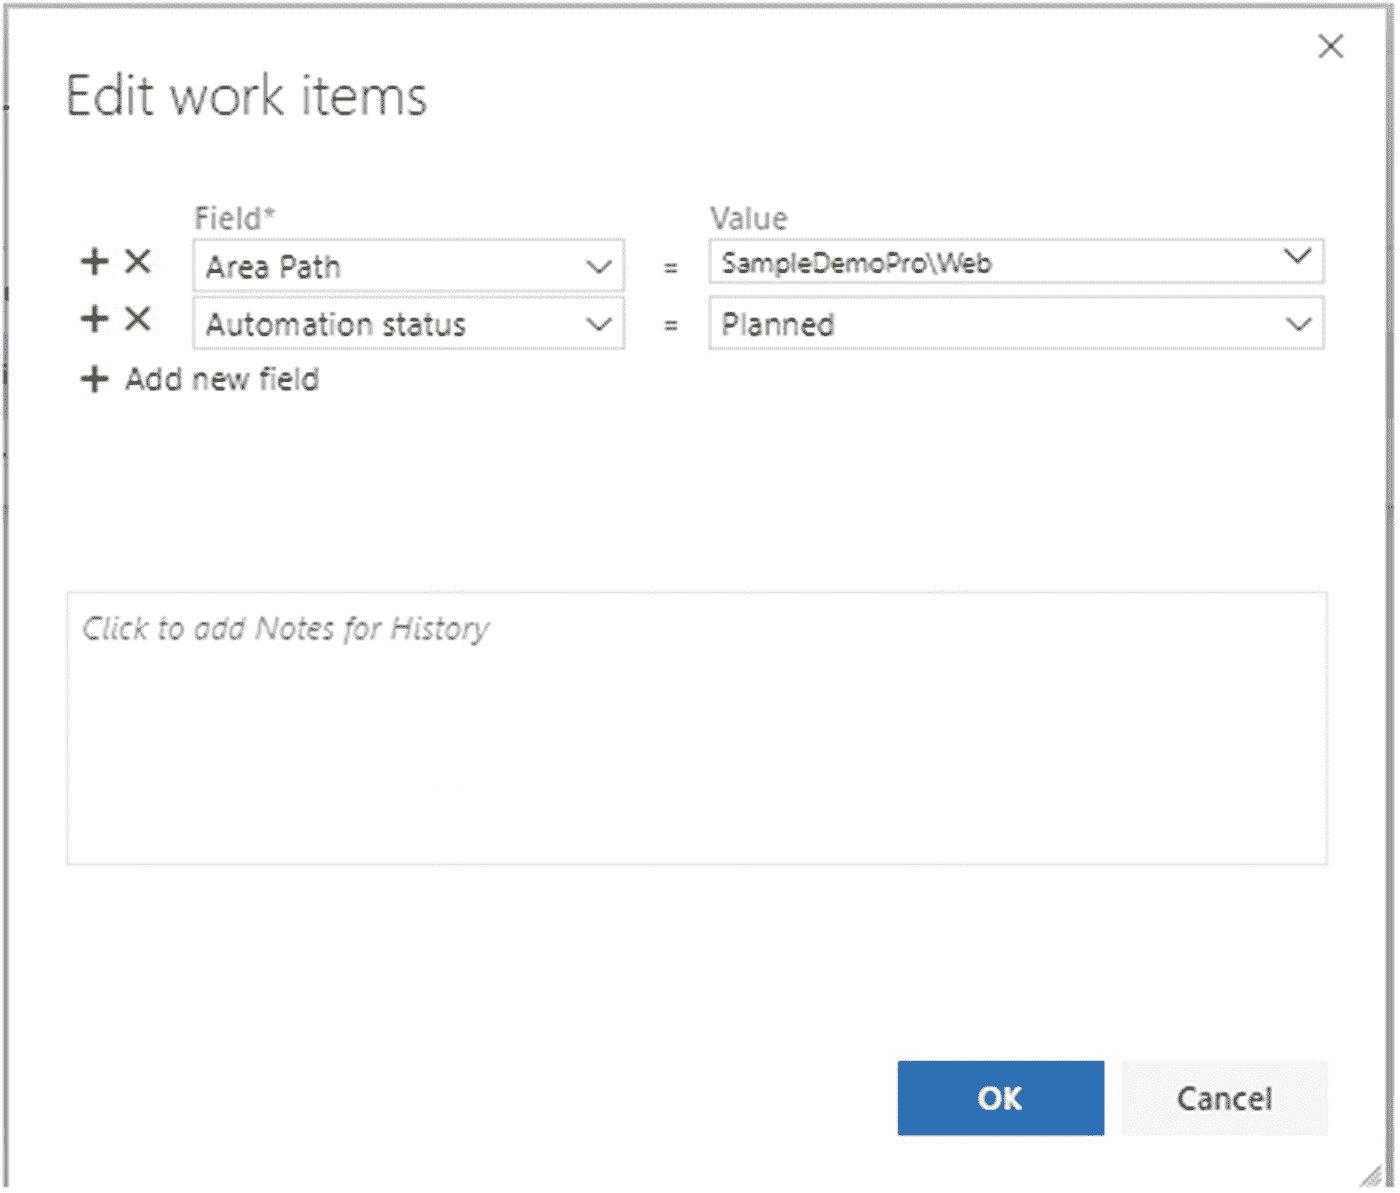 Edit work items
Field* Value
Area Path = SampleDemoPro\Web
Automation status = Planned
+ Add new field
Click to add Notes for History
OK Cancel